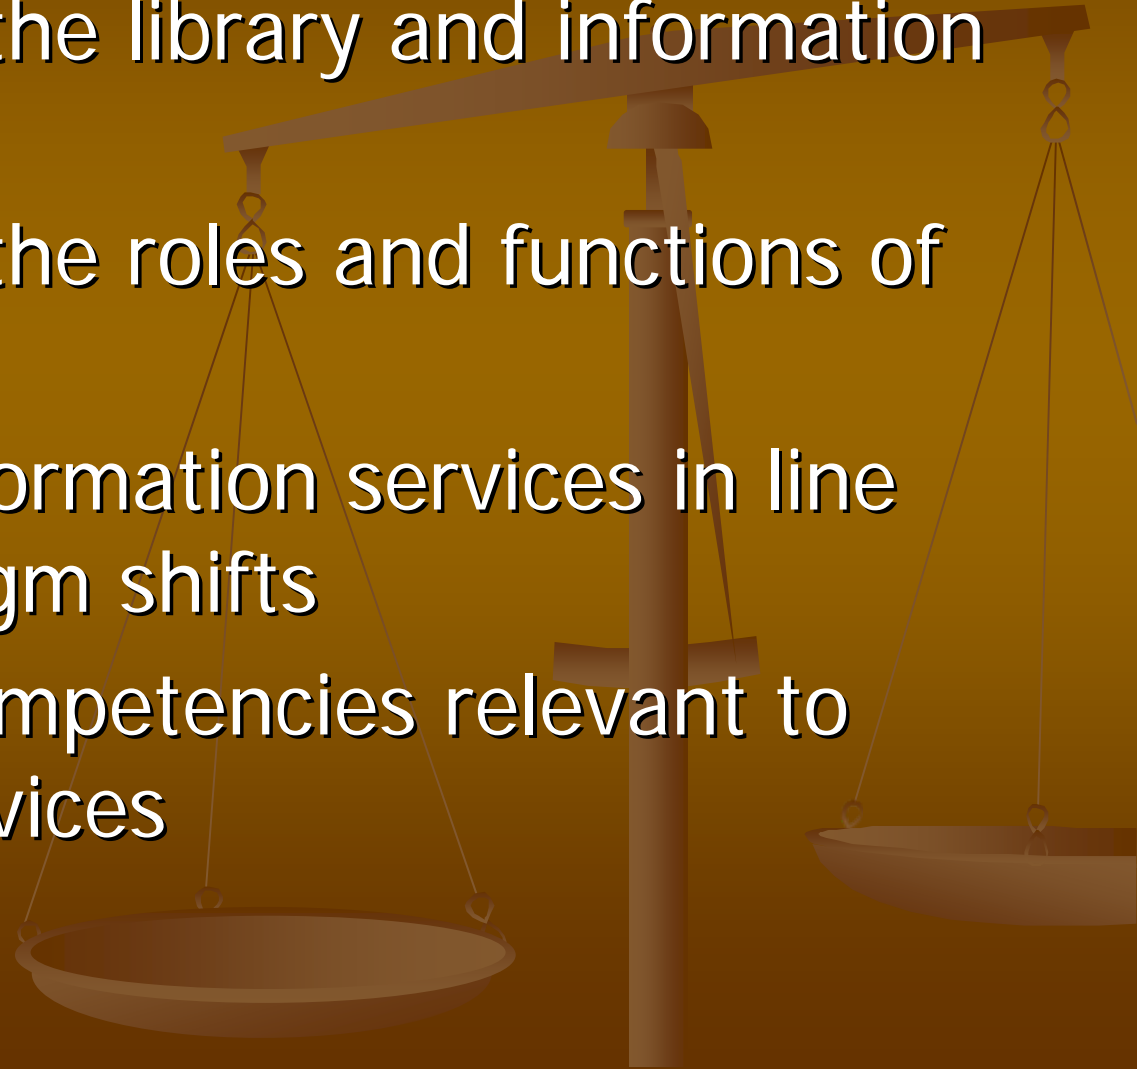 the library and information
the roles and functions of
ormation services in line
gm shifts
mpetencies relevant to
vices